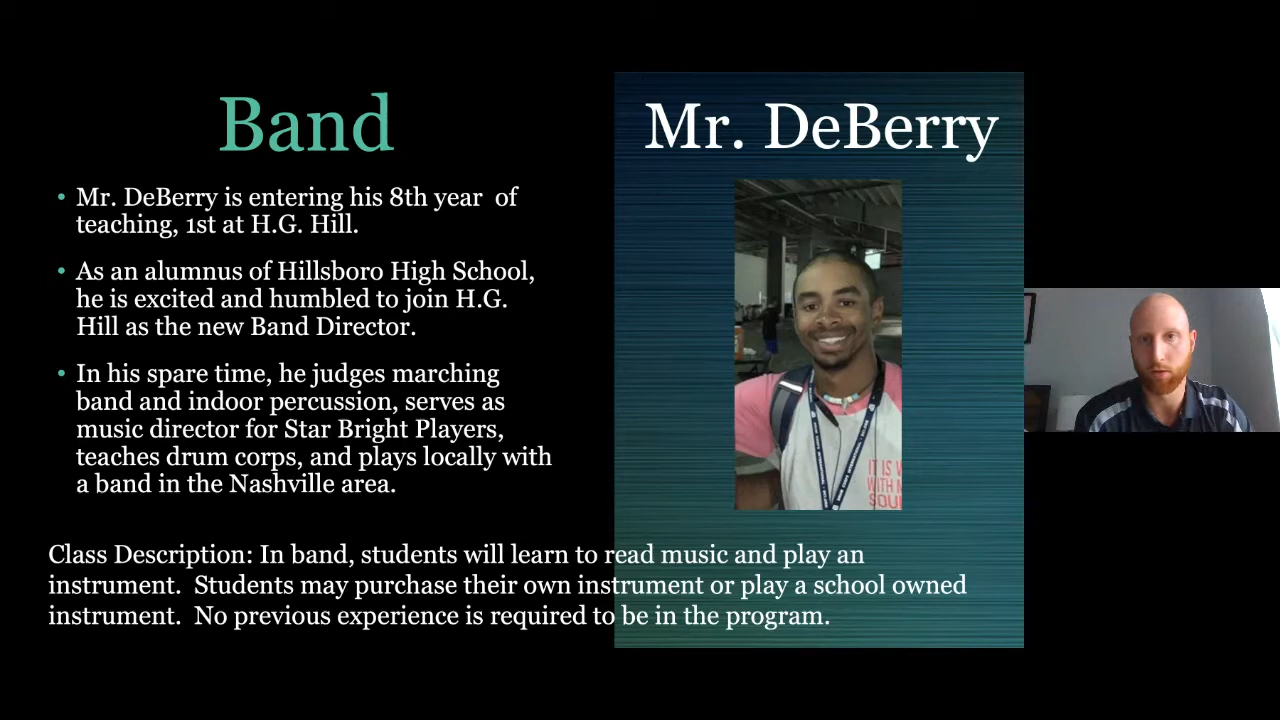 Band
• Mr. DeBerry is entering his 8th year  of
teaching, 1st at H.G. Hill.
• As an alumnus of Hillsboro High School,
he is excited and humbled to join H.G.
Hill as the new Band Director.
• In his spare time, he judges marching
band and indoor percussion, serves as
music director for Star Bright Players,
teaches drum corps, and plays locally with
a band in the Nashville area.
Mr. DeBerry
IT IS
WITH
SOU
Class Description: In band, students will learn to read music and play an
instrument.  Students may purchase their own instrument or play a school owned
instrument.  No previous experience is required to be in the program.